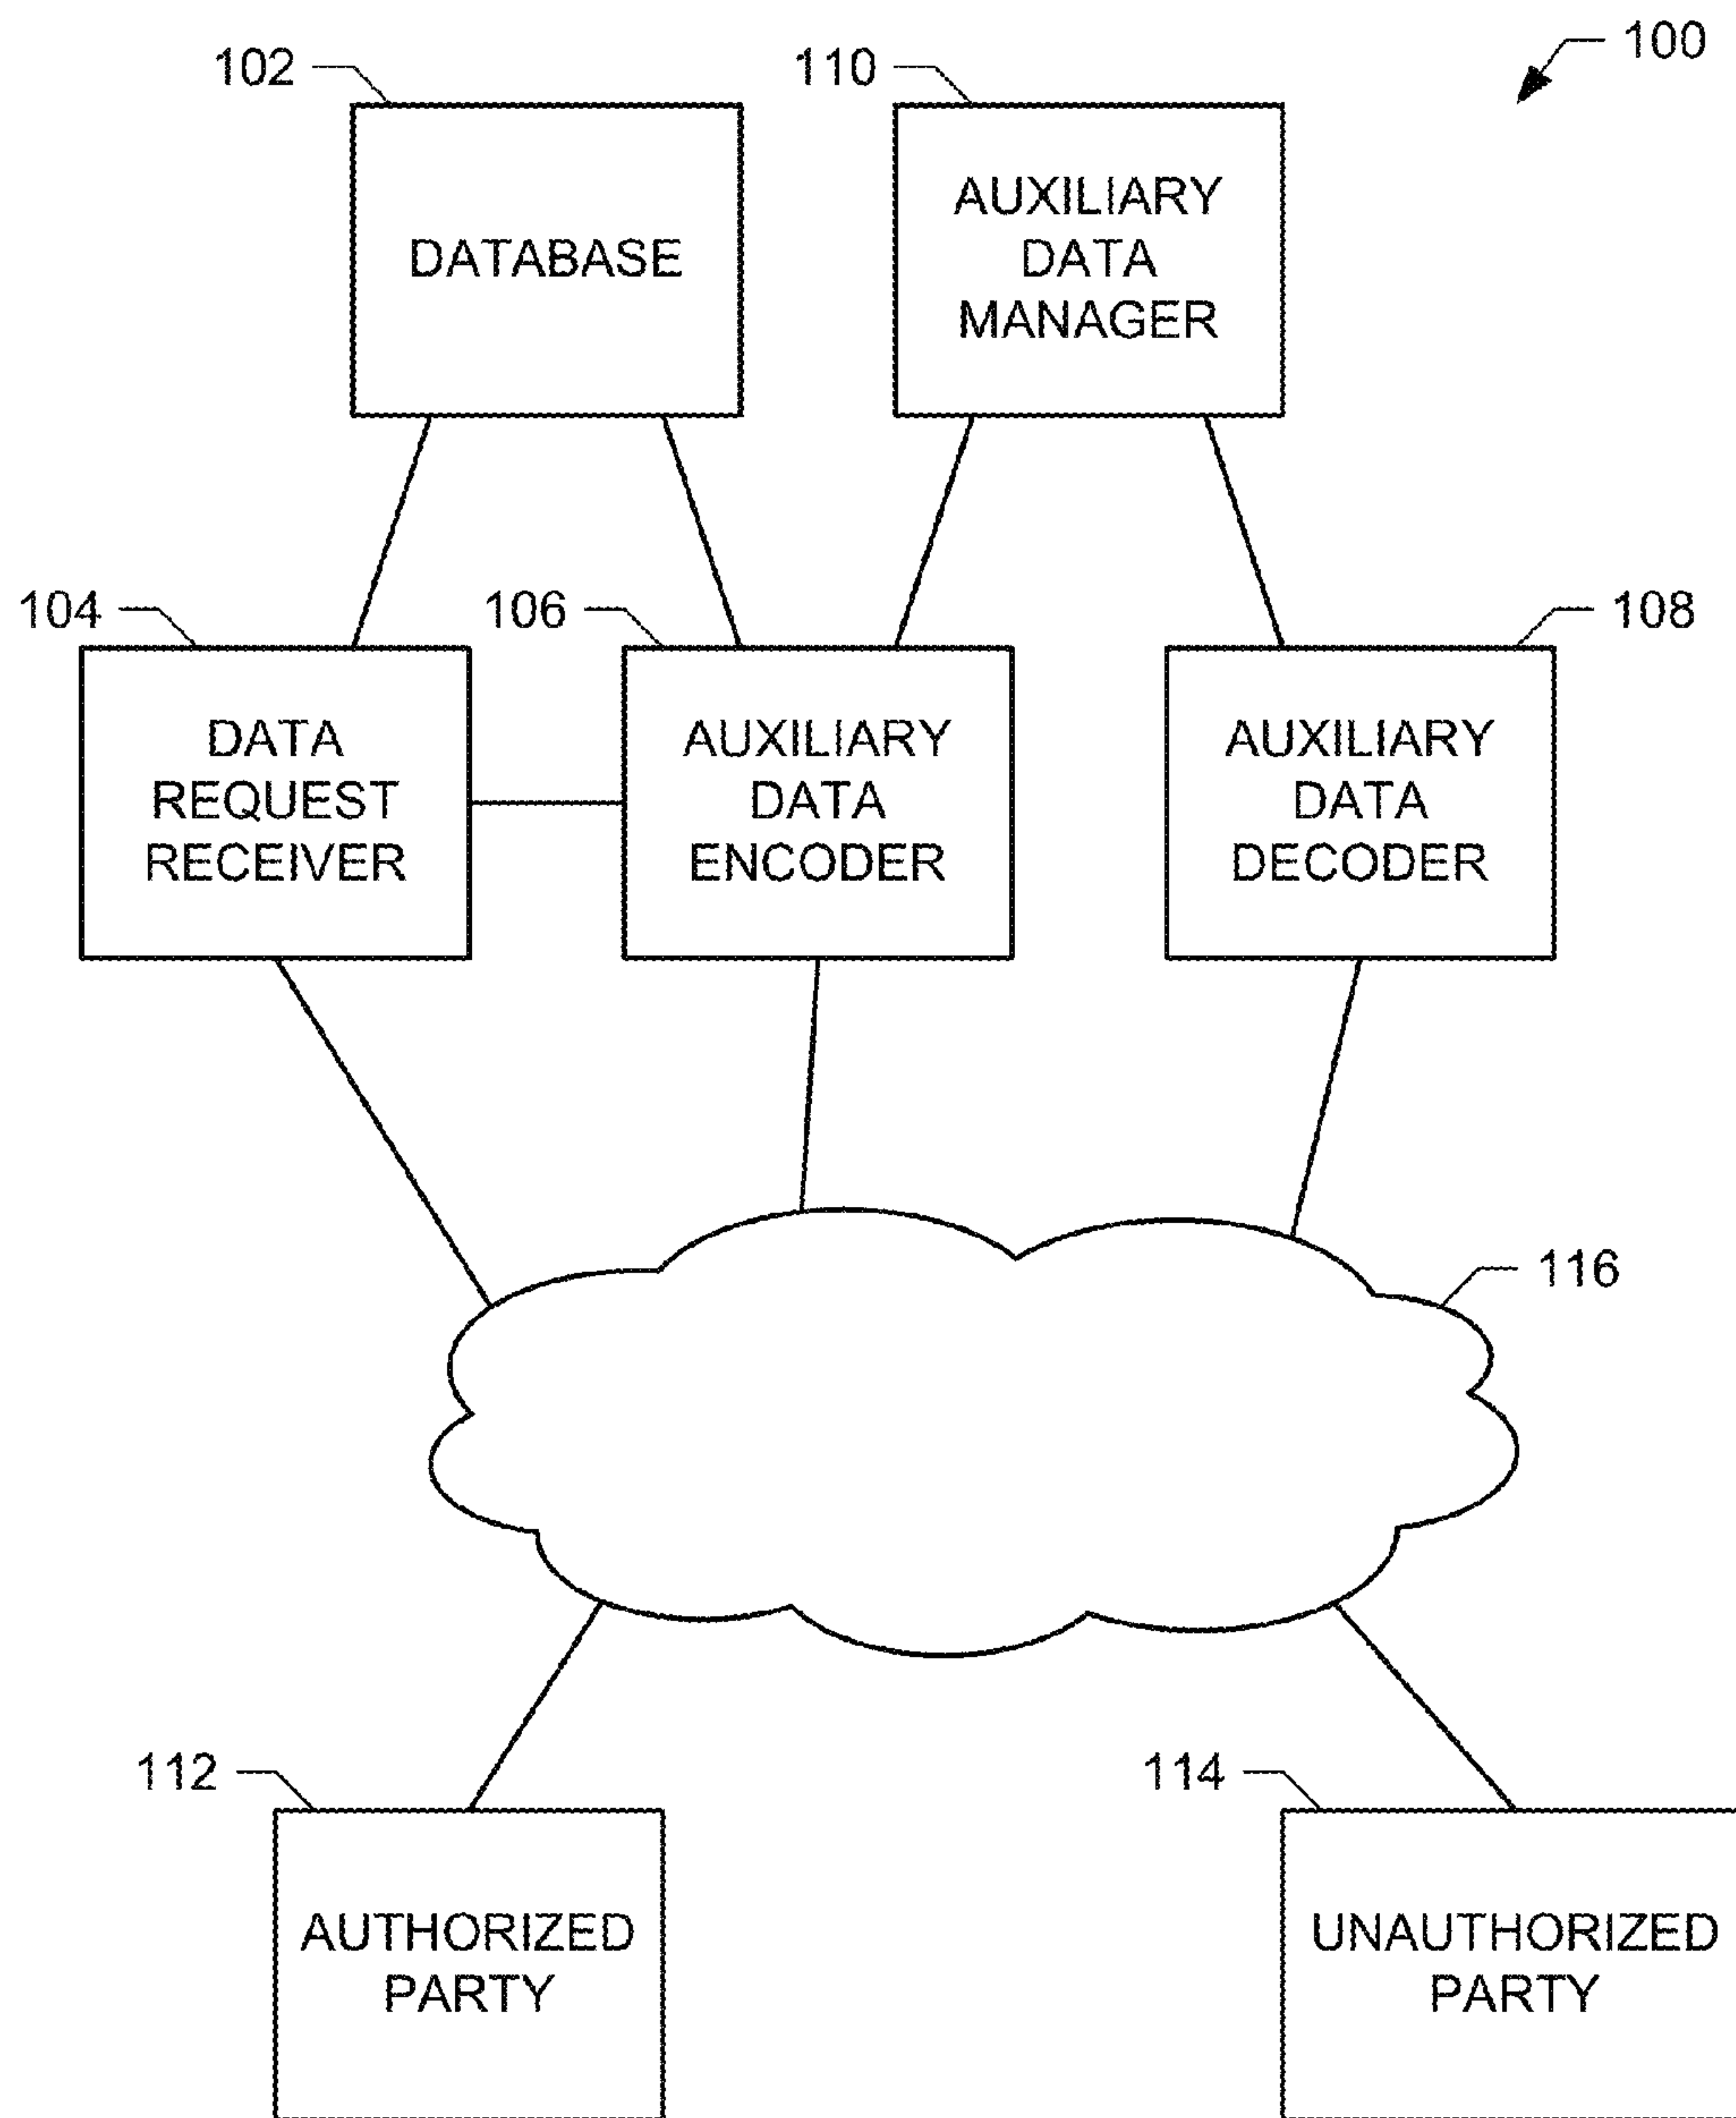 100
102
110
DATABASE
AUXILIARY
DATA
MANAGER
104
106
108
DATA
REQUEST
RECEIVER
AUXILIARY
DATA
ENCODER
AUXILIARY
DATA
DECODER
116
112
114
AUTHORIZED
PARTY
UNAUTHORIZED
PARTY